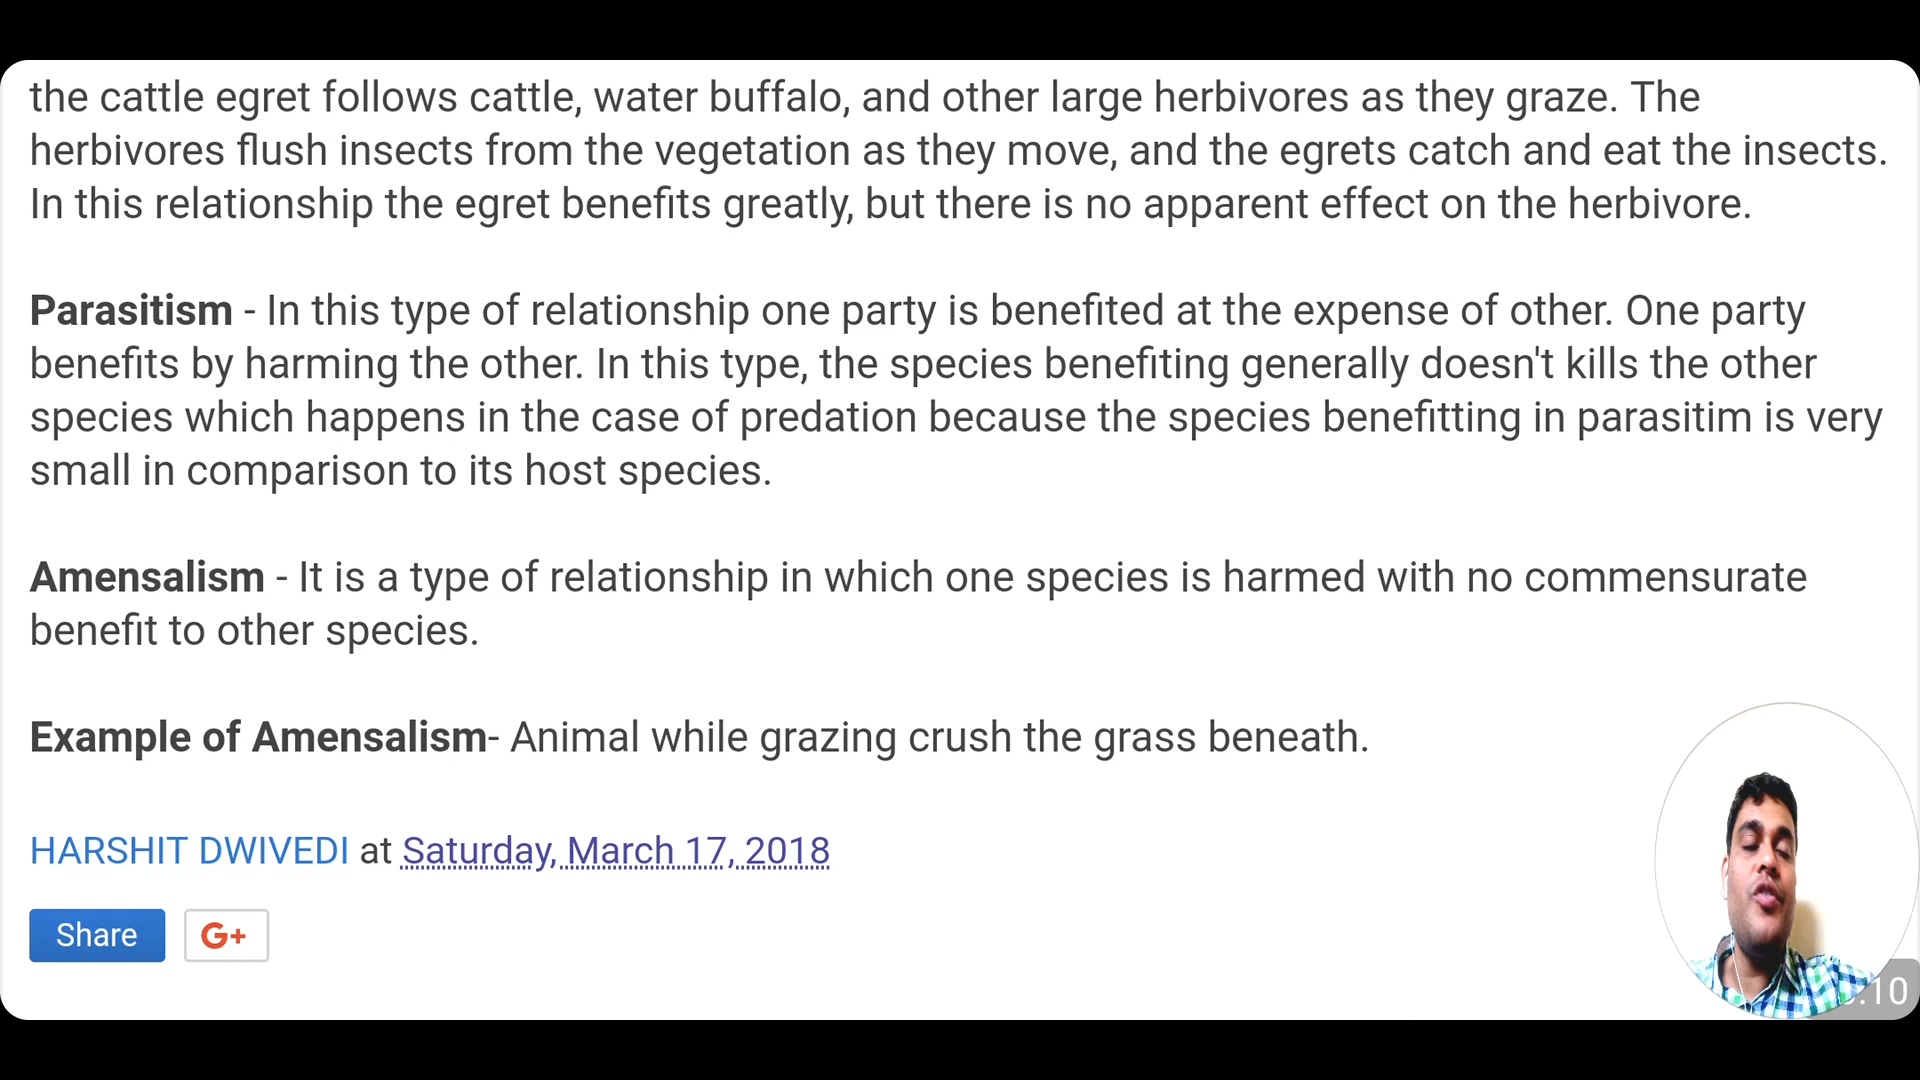 the cattle egret follows cattle, water buffalo, and other large herbivores as they graze. The
herbivores flush insects from the vegetation as they move, and the egrets catch and eat the insects.
In this relationship the egret benefits greatly, but there is no apparent effect on the herbivore.
Parasitism - In this type of relationship one party is benefited at the expense of other. One party
benefits by harming the other. In this type, the species benefiting generally doesn't kills the other
species which happens in the case of predation because the species benefitting in parasitim is very
small in comparison to its host species.
Amensalism - It is a type of relationship in which one species is harmed with no commensurate
benefit to other species.
Example of Amensalism- Animal while grazing crush the grass beneath.
HARSHIT DWIVEDI at Saturday, March 17, 2018
Share G+